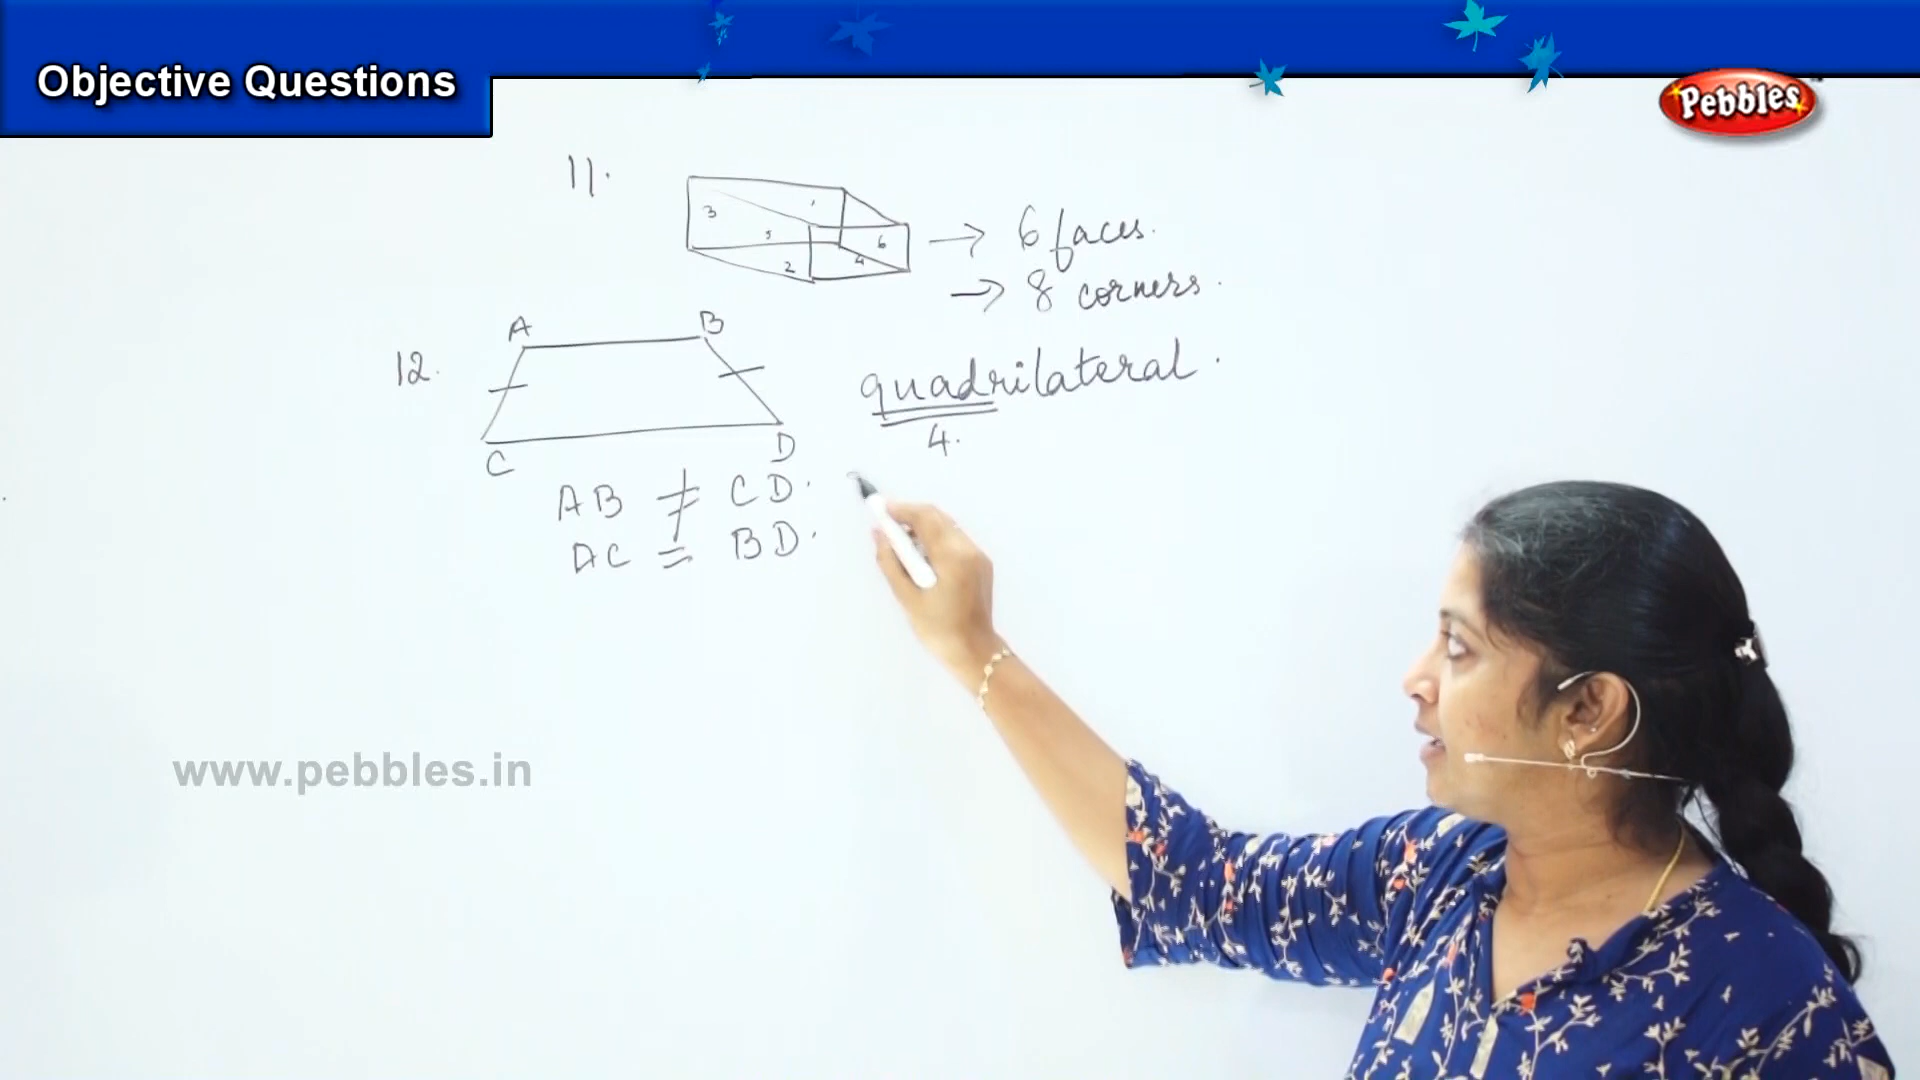 Objective Questions
Pebbles
11.
3
1
5
6
2
4
→ 6 faces.
→ 8 corners.
12.
A
B
C
D
quadrilateral.
4.
AB ≠ CD.
AC = BD.
www.pebbles.in